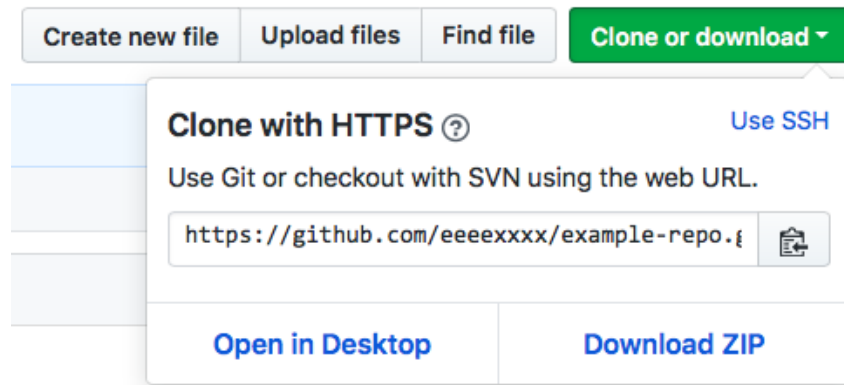 Create new file Upload files Find file Clone or download
Clone with HTTPS Use SSH
Use Git or checkout with SVN using the web URL.
https://github.com/eeeexxxx/example-repo.g
Open in Desktop Download ZIP